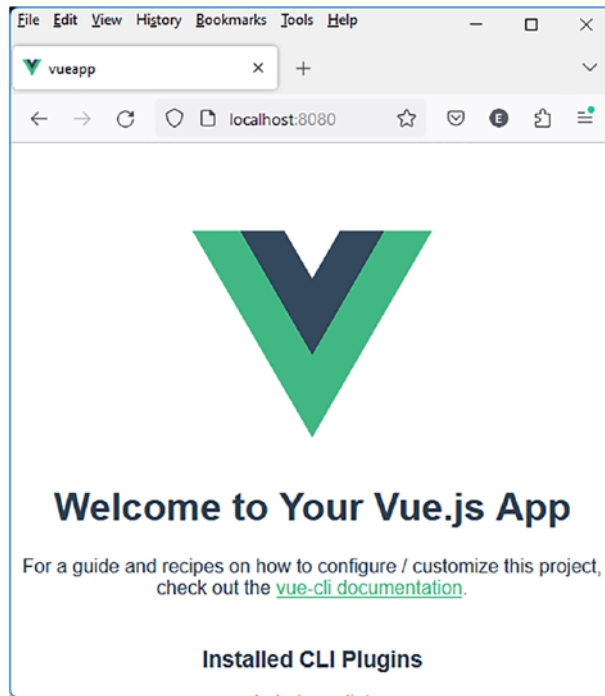 File Edit View History Bookmarks Tools Help
vueapp
localhost:8080
E
Welcome to Your Vue.js App
For a guide and recipes on how to configure / customize this project,
check out the vue-cli documentation.
Installed CLI Plugins